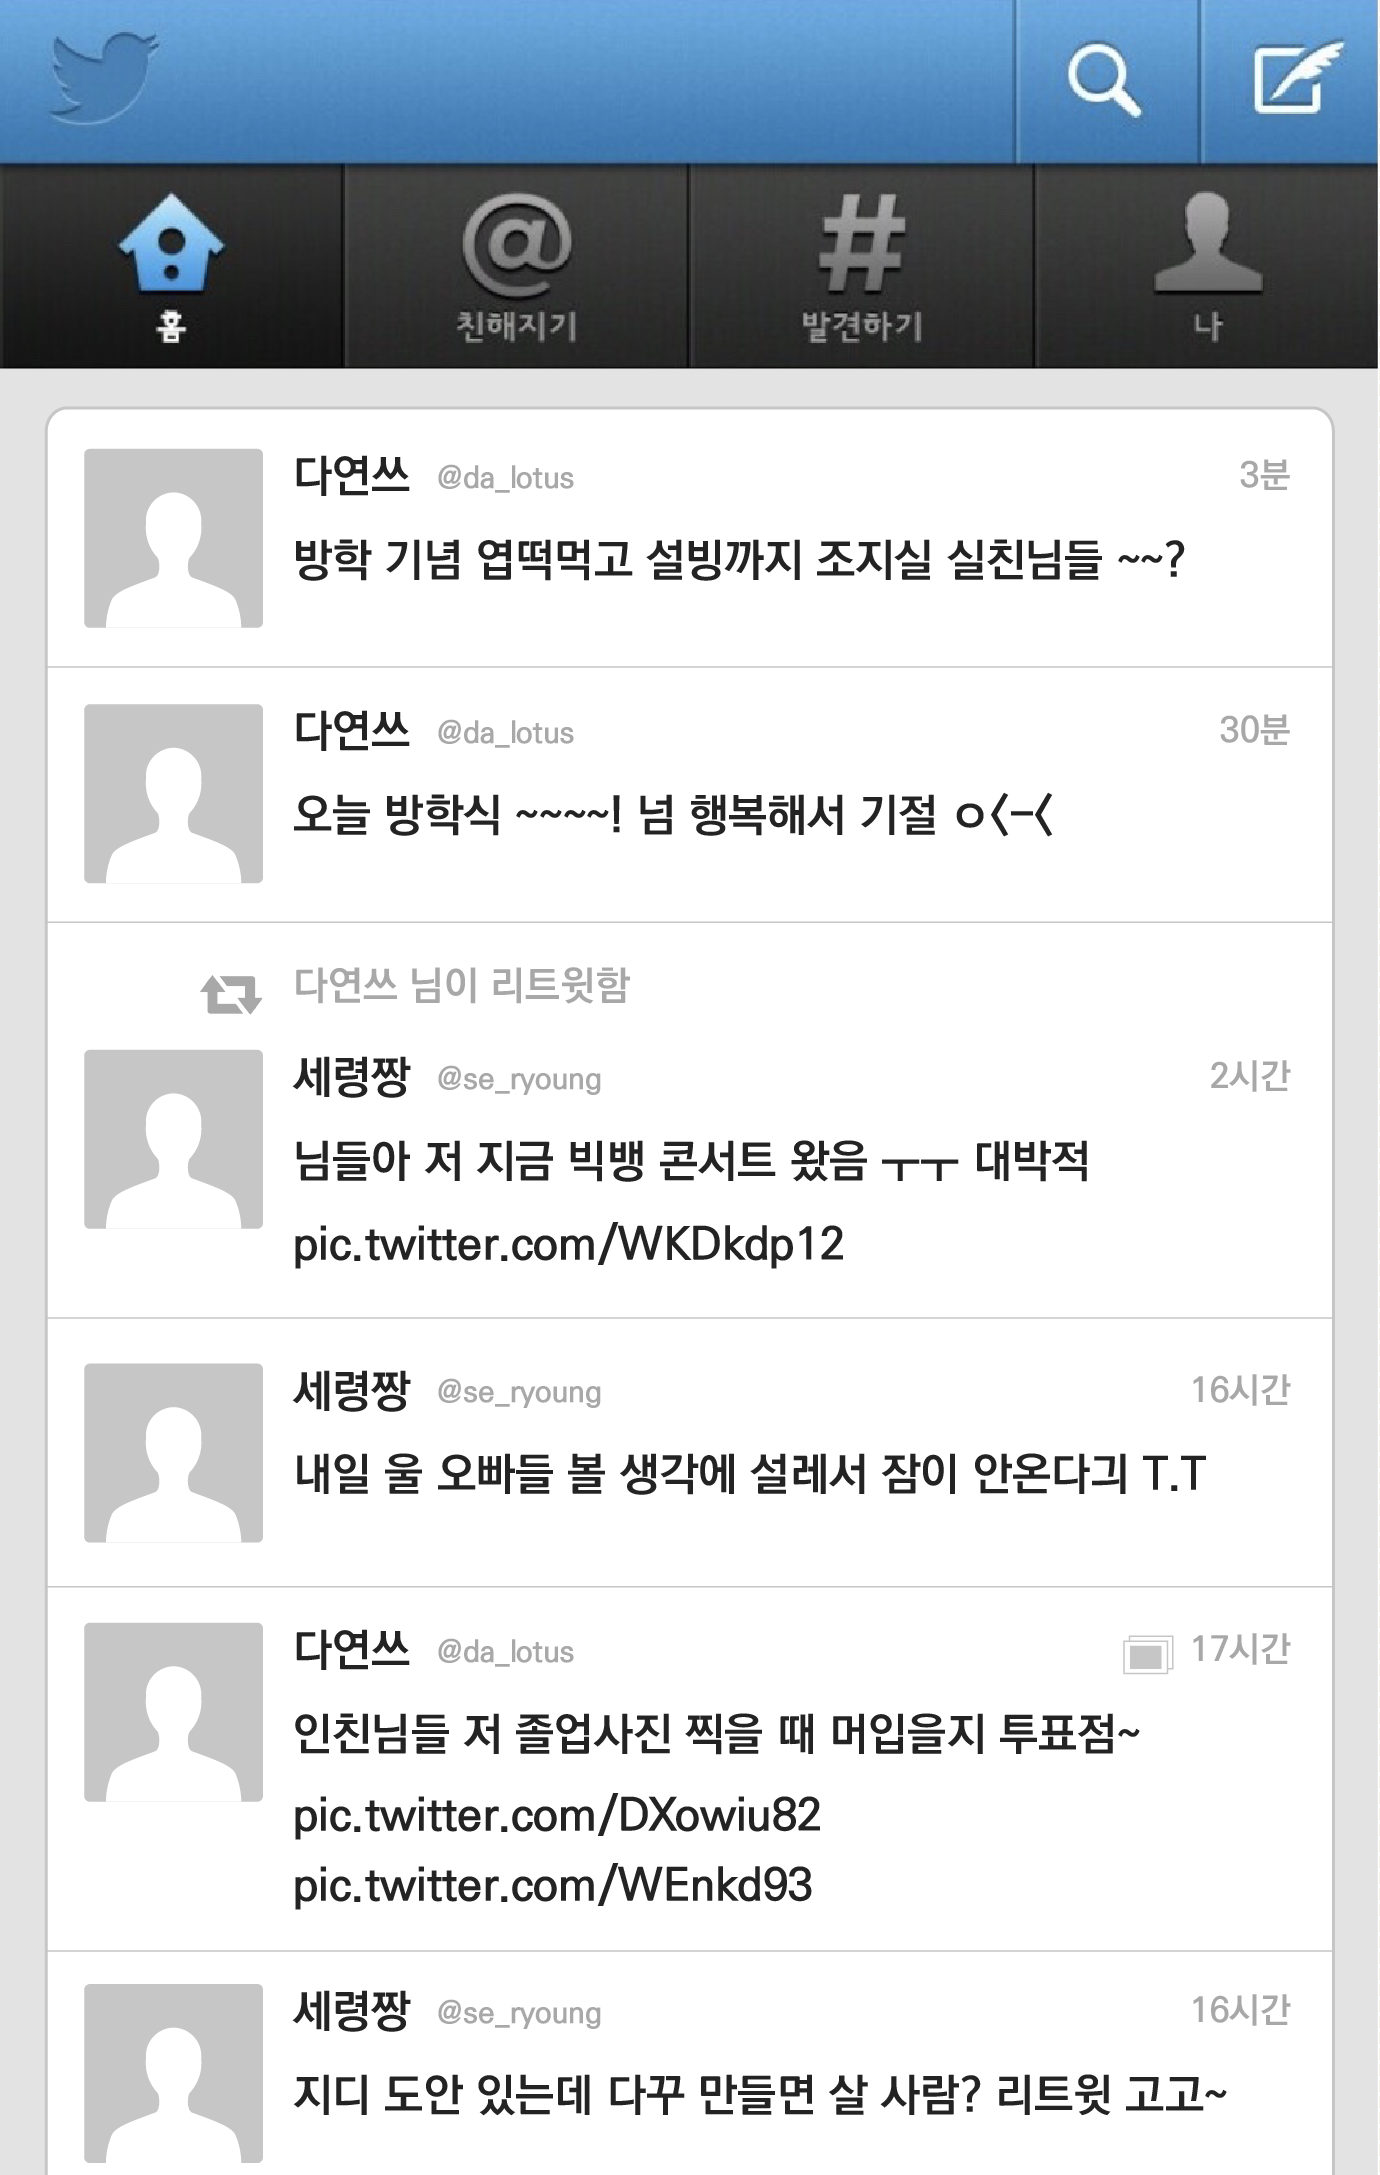 홈
친해지기
발견하기
나
다연쓰 @da_lotus 3분
방학 기념 엽떡먹고 설빙까지 조지실 실친님들 ~~?
다연쓰 @da_lotus 30분
오늘 방학식 ~~~~! 넘 행복해서 기절 ㅇ〈-〈
다연쓰 님이 리트윗함
세령짱 @se_ryoung 2시간
님들아 저 지금 빅뱅 콘서트 왔음 ㅜㅜ 대박적
pic.twitter.com/WKDkdp12
세령짱 @se_ryoung 16시간
내일 울 오빠들 볼 생각에 설레서 잠이 안온다긔 T.T
다연쓰 @da_lotus 17시간
인친님들 저 졸업사진 찍을 때 머입을지 투표점~
pic.twitter.com/DXowiu82
pic.twitter.com/WEnkd93
세령짱 @se_ryoung 16시간
지디 도안 있는데 다꾸 만들면 살 사람? 리트윗 고고~